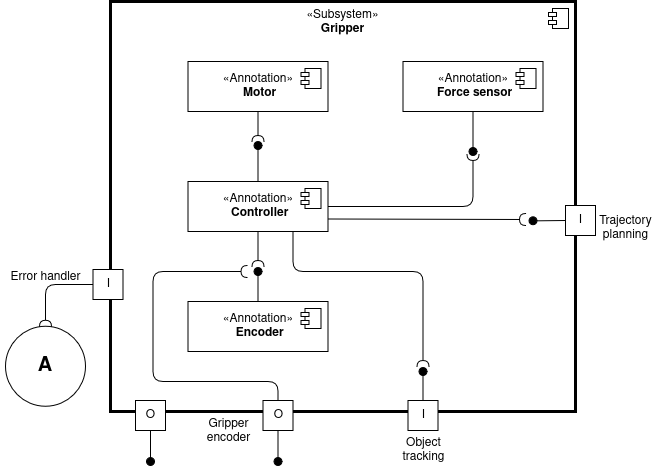 «Subsystem»
Gripper
«Annotation»
Motor
«Annotation»
Force sensor
«Annotation»
Controller
I
Trajectory
planning
Error handler
I
«Annotation»
Encoder
A
O
Gripper
encoder
O
I
Object
tracking